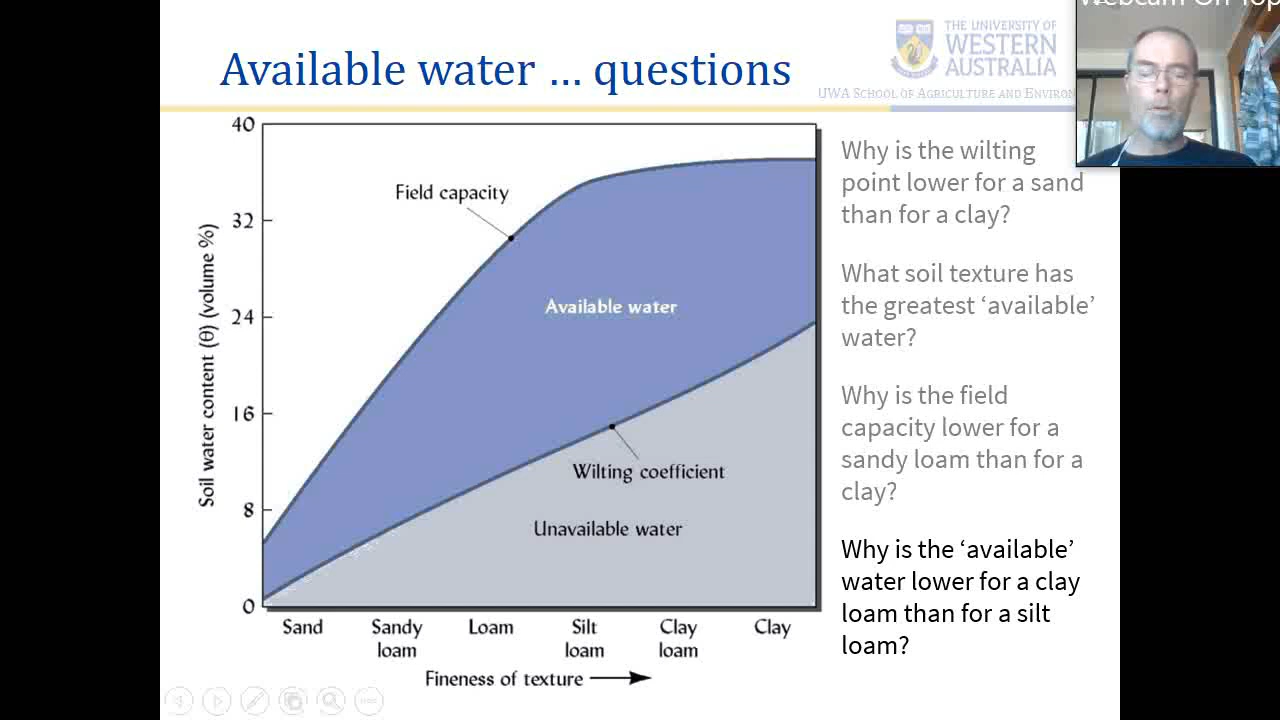 Webcam On Top
THE UNIVERSITY OF
WESTERN
AUSTRALIA
Available water ... questions
UWA SCHOOL OF AGRICULTURE AND ENVIRON
40
32
24
16
8
0
Soil water content (θ) (volume %)
Field capacity
Available water
Wilting coefficient
Unavailable water
Sand
Sandy
loam
Loam
Silt
loam
Clay
loam
Clay
Fineness of texture
Why is the wilting
point lower for a sand
than for a clay?
What soil texture has
the greatest ‘available’
water?
Why is the field
capacity lower for a
sandy loam than for a
clay?
Why is the ‘available’
water lower for a clay
loam than for a silt
loam?